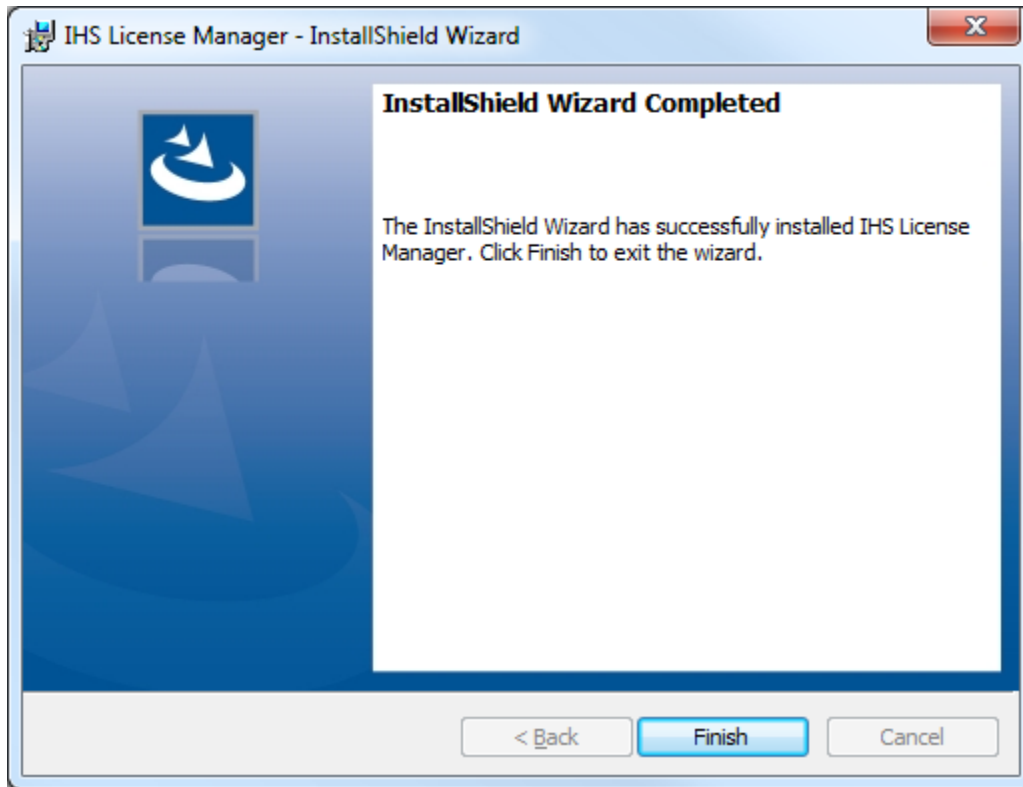 IHS License Manager - InstallShield Wizard
InstallShield Wizard Completed
The InstallShield Wizard has successfully installed IHS License
Manager. Click Finish to exit the wizard.
< Back
Finish
Cancel